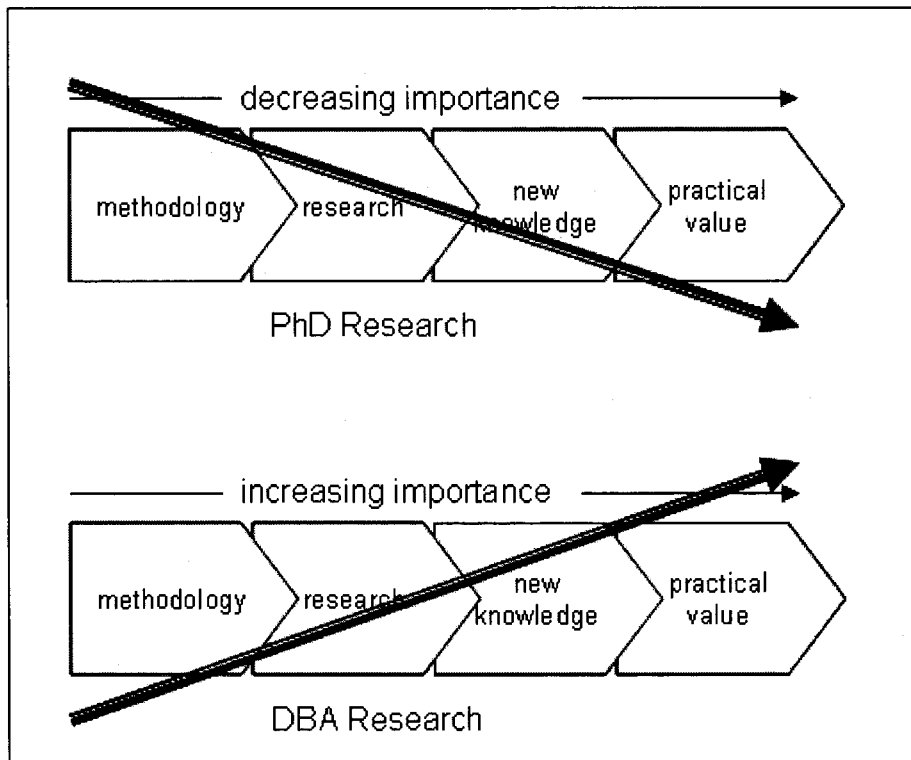 decreasing importance
methodology
research
new
knowledge
practical
value
PhD Research
increasing importance
methodology
research
new
knowledge
practical
value
DBA Research